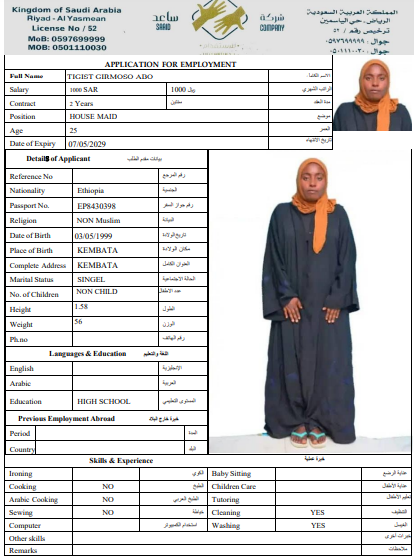 Kingdom of Saudi Arabia
Riyad - Al Yasmean
License No / 52
MoB: 0597699999
MOB: 0501110030
ساعد SAID
شركة COMPANY
المملكة العربية السعودية
الرياض - حي الياسمين
ترخيص رقم / ٥٢
جوال : ٠٥٩٧٦٩٩٩٩٩
جوال : ٠٥٠١١١٠٠٣٠
APPLICATION FOR EMPLOYMENT
Full Name TIGIST GIRMOSO ABO
Salary 1000 SAR 1000 ريال الراتب الشهري
Contract 2 Years سنتين مدة العقد
Position HOUSE MAID موضع
Age 25 العمر
Date of Expiry 07/05/2029 تاريخ الانتهاء
Details of Applicant بيانات مقدم الطلب
Reference No رقم المرجع
Nationality Ethiopia الجنسية
Passport No. EP8430398 رقم جواز السفر
Religion NON Muslim الديانة
Date of Birth 03/05/1999 تاريخ الولادة
Place of Birth KEMBATA مكان الولادة
Complete Address KEMBATA العنوان الكامل
Marital Status SINGEL الحالة الاجتماعية
No. of Children NON CHILD عدد الاطفال
Height 1.58 الطول
Weight 56 الوزن
Ph.no رقم الهاتف
Languages & Education اللغة والتعليم
English الإنجليزية
Arabic العربية
Education HIGH SCHOOL المستوى التعليمي
Previous Employment Abroad خبرة خارج البلاد
Period المدة
Country البلد
Skills & Experience خبرة عملية
Ironing الكوي Baby Sitting عناية الرضع
Cooking NO الطبخ Children Care عناية الأطفال
Arabic Cooking NO الطبخ العربي Tutoring تعليم الأطفال
Sewing NO خياطة Cleaning YES التنظيف
Computer استخدام الكمبيوتر Washing YES الغسيل
Other skills خبرات أخرى
Remarks ملاحظات